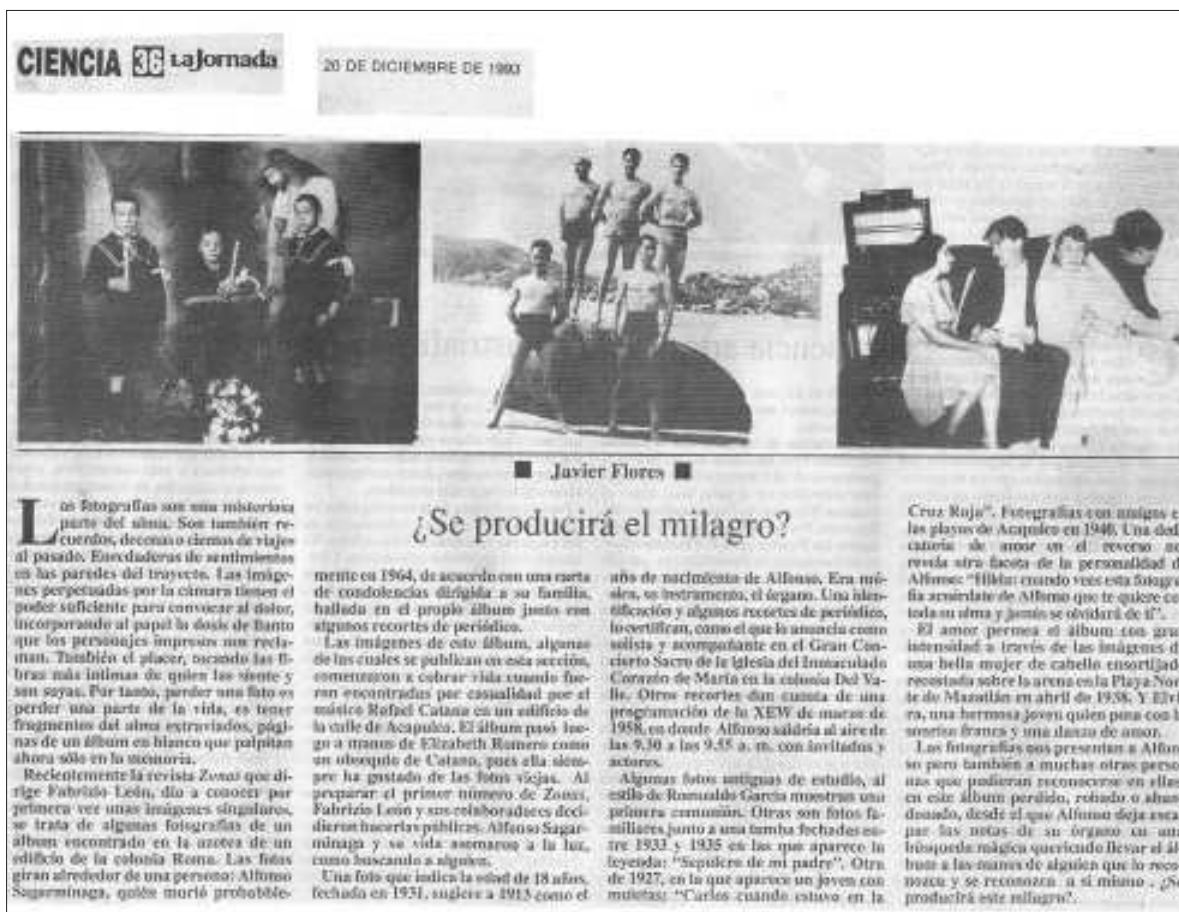 CIENCIA 36 La Jornada
20 DE DICIEMBRE DE 1993
■ Javier Flores ■
¿Se producirá el milagro?
Las fotografías son una misteriosa
parte del alma. Son también re-
cuerdos, decenas o cientos de viajes
al pasado. Enredaderas de sentimientos
en las paredes del trayecto. Las imáge-
nes perpetuadas por la cámara tienen el
poder suficiente para convocar al dolor,
incorporando al papel la dosis de llanto
que los personajes impresos nos recla-
man. También el placer, tocando las fi-
bras más íntimas de quien las siente y
son suyas. Por tanto, perder una foto es
perder una parte de la vida, es tener
fragmentos del alma extraviados, pági-
nas de un álbum en blanco que palpitan
ahora sólo en la memoria.
Recientemente la revista Zonas que di-
rige Fabrizio León, dio a conocer por
primera vez unas imágenes singulares,
se trata de algunas fotografías de un
album encontrado en la azotea de un
edificio de la colonia Roma. Las fotos
giran alrededor de una persona: Alfonso
Sagarmínaga, quién murió probable-
mente en 1964, de acuerdo con una carta
de condolencias dirigida a su familia,
hallada en el propio álbum junto con
algunos recortes de periódico.
Las imágenes de este álbum, algunas
de las cuales se publican en esta sección,
comenzaron a cobrar vida cuando fue-
ron encontradas por casualidad por el
músico Rafael Catana en un edificio de
la calle de Acapulco. El álbum pasó lue-
go a manos de Elizabeth Romero como
un obsequio de Catano, pues ella siem-
pre ha gustado de las fotos viejas. Al
preparar el primer número de Zonas,
Fabrizio León y sus colaboradores deci-
dieron hacerlas públicas. Alfonso Sagar-
mínaga y su vida asomaron a la luz,
como buscando a alguien.
Una foto que indica la edad de 18 años,
fechada en 1931, sugiere a 1913 como el
año de nacimiento de Alfonso. Era mú-
sico, su instrumento, el órgano. Una iden-
tificación y algunos recortes de periódico,
lo certifican, como el que lo anuncia como
solista y acompañante en el Gran Con-
cierto Sacro de la Iglesia del Inmaculado
Corazón de María en la colonia Del Va-
lle. Otros recortes dan cuenta de una
programación de la XEW de marzo de
1958, en donde Alfonso saldría al aire de
las 9.30 a las 9.55 a. m. con invitados y
actores.
Algunas fotos antiguas de estudio, al
estilo de Romualdo García muestran una
primera comunión. Otras son fotos fa-
miliares junto a una tumba fechadas en-
tre 1933 y 1935 en las que aparece la
leyenda: "Sepulcro de mi padre". Otra
de 1927, en la que aparece un joven con
muletas: "Carlos cuando estuvo en la
Cruz Roja". Fotografías con amigos e
las playas de Acapulco en 1940. Una ded
catoria de amor en el reverso no
revela otra faceta de la personalidad d
Alfonso: "Hilda: cuando vees esta fotogra
fía acuérdate de Alfonso que te quiere co
toda su alma y jamás se olvidará de ti".
El amor permea el álbum con gran
intensidad a través de las imágenes d
una bella mujer de cabello ensortijad
recostada sobre la arena en la Playa Nor
te de Mazatlán en abril de 1938. Y Elvi
ra, una hermosa joven quien posa con l
sonrisa franca y una danza de amor.
Las fotografías nos presentan a Alfon
so pero también a muchas otras perso
nas que pudieran reconocerse en ellas
en este álbum perdido, robado o aban
donado, desde el que Alfonso deja esca
par las notas de su órgano en un
búsqueda mágica queriendo llevar el ál
bum a las manos de alguien que lo reco
nozca y se reconozca a sí mismo. ¿Se
producirá este milagro?.